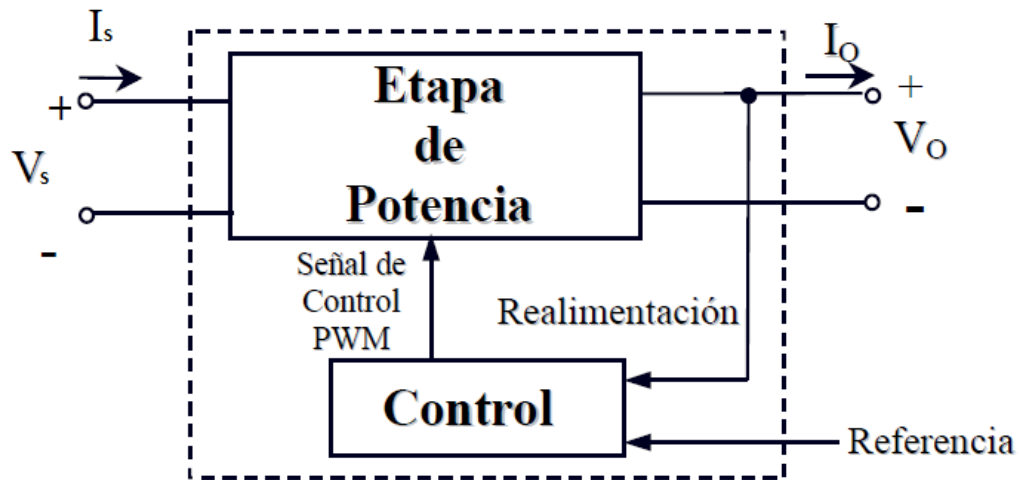 Is
Etapa
de
Potencia
IO
+
+
Vs
VO
-
-
Señal de
Control
PWM
Realimentación
Control
Referencia